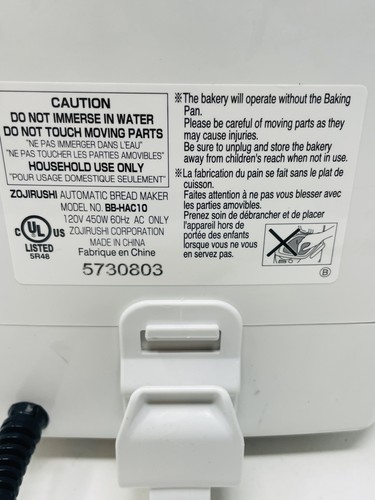 CAUTION
DO NOT IMMERSE IN WATER
DO NOT TOUCH MOVING PARTS
"NE PAS IMMERGER DANS L'EAU"
"NE PAS TOUCHER LES PARTIES AMOVIBLES"
HOUSEHOLD USE ONLY
"POUR USAGE DOMESTIQUE SEULEMENT"
ZOJIRUSHI AUTOMATIC BREAD MAKER
MODEL NO BB-HAC10
120V 450W 60Hz AC ONLY
ZOJIRUSHI CORPORATION
MADE IN CHINA
Fabrique en Chine
C UL US
LISTED
5R48
5730803
※The bakery will operate without the Baking
Pan.
Please be careful of moving parts as they
may cause injuries.
Be sure to unplug and store the bakery
away from children's reach when not in use.
※La fabrication du pain se fait sans le plat de
cuisson.
Faites attención à ne pas vous blesser avec
les parties amovibles.
Prenez soin de débrancher et de placer
l'appareil hors de
portée des enfants
lorsque vous ne vous
en servez pas.
B